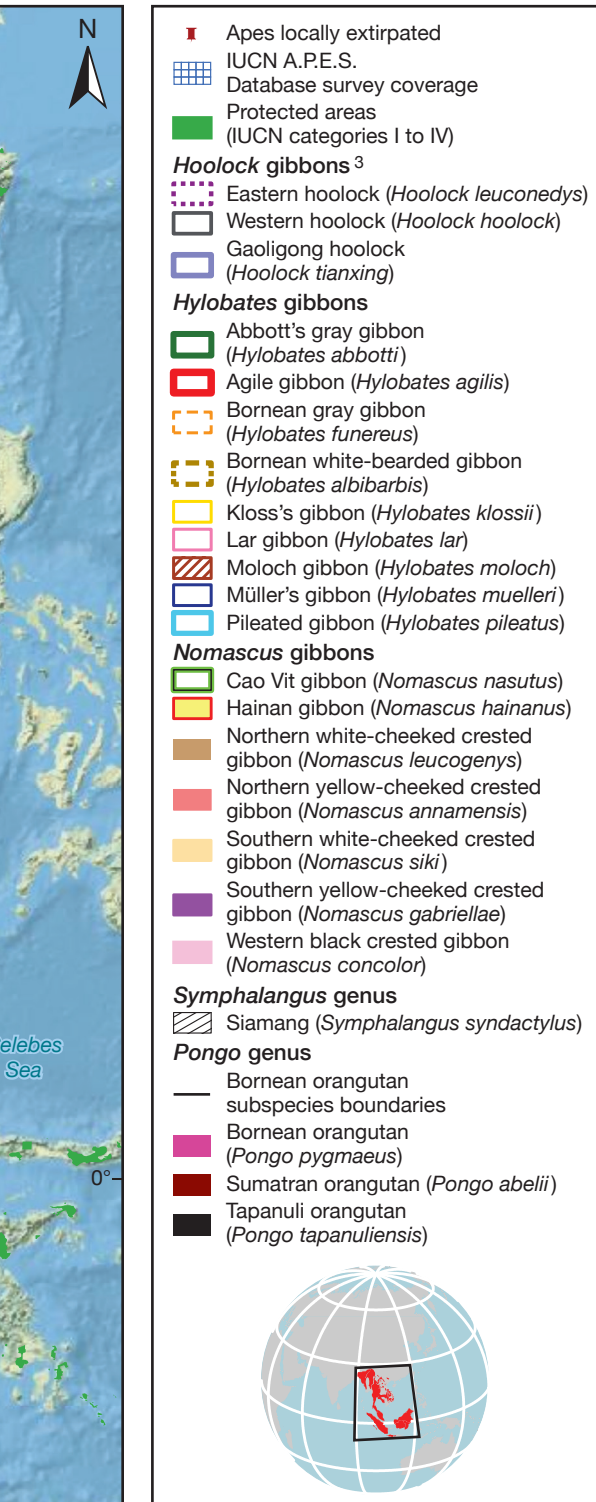 N
Apes locally extirpated
IUCN A.P.E.S.
Database survey coverage
Protected areas
(IUCN categories I to IV)
Hoolock gibbons 3
Eastern hoolock (Hoolock leuconedys)
Western hoolock (Hoolock hoolock)
Gaoligong hoolock
(Hoolock tianxing)
Hylobates gibbons
Abbott's gray gibbon
(Hylobates abbotti)
Agile gibbon (Hylobates agilis)
Bornean gray gibbon
(Hylobates funereus)
Bornean white-bearded gibbon
(Hylobates albibarbis)
Kloss's gibbon (Hylobates klossii)
Lar gibbon (Hylobates lar)
Moloch gibbon (Hylobates moloch)
Müller's gibbon (Hylobates muelleri)
Pileated gibbon (Hylobates pileatus)
Nomascus gibbons
Cao Vit gibbon (Nomascus nasutus)
Hainan gibbon (Nomascus hainanus)
Northern white-cheeked crested
gibbon (Nomascus leucogenys)
Northern yellow-cheeked crested
gibbon (Nomascus annamensis)
Southern white-cheeked crested
gibbon (Nomascus siki)
Southern yellow-cheeked crested
gibbon (Nomascus gabriellae)
Western black crested gibbon
(Nomascus concolor)
Symphalangus genus
Siamang (Symphalangus syndactylus)
Pongo genus
Bornean orangutan
subspecies boundaries
Bornean orangutan
(Pongo pygmaeus)
Sumatran orangutan (Pongo abelii)
Tapanuli orangutan
(Pongo tapanuliensis)
elebes
Sea
0°